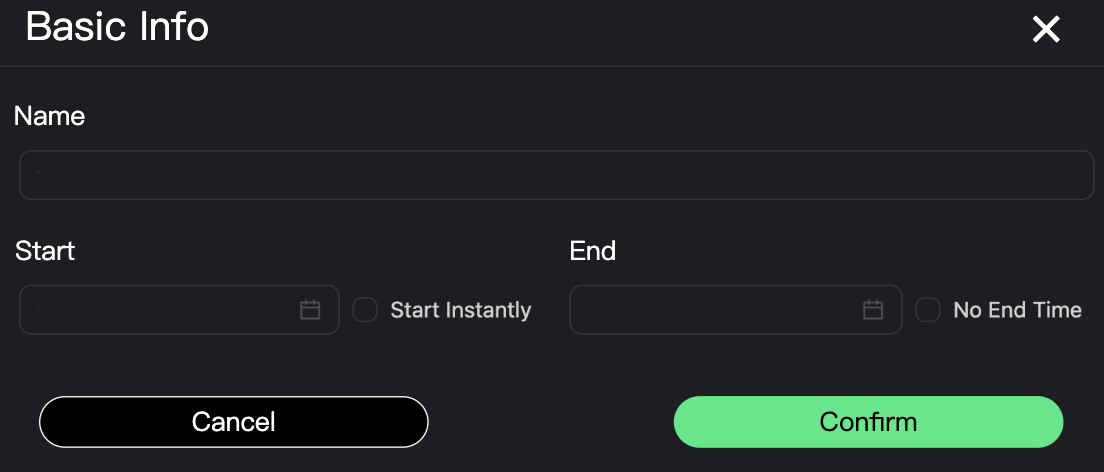 Basic Info
Name
Start
End
Start Instantly
No End Time
Cancel
Confirm